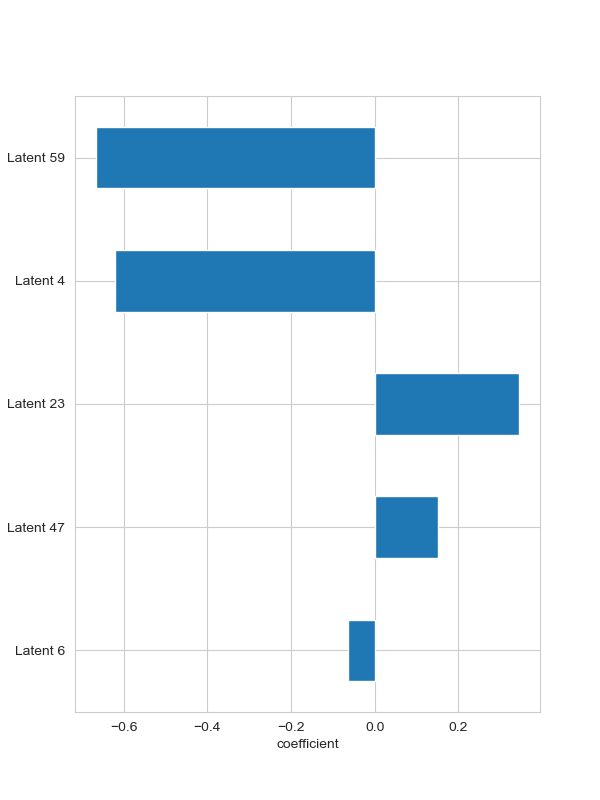 Latent 59
Latent 4
Latent 23
Latent 47
Latent 6
−0.6 −0.4 −0.2 0.0 0.2
coefficient